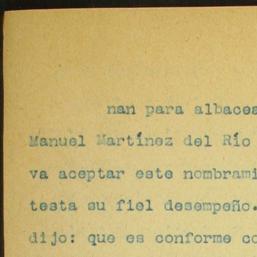 nan para albacea
Manuel Martínez del Río
va aceptar este nombrami
testa su fiel desempeño.
dijo: que es conforme co